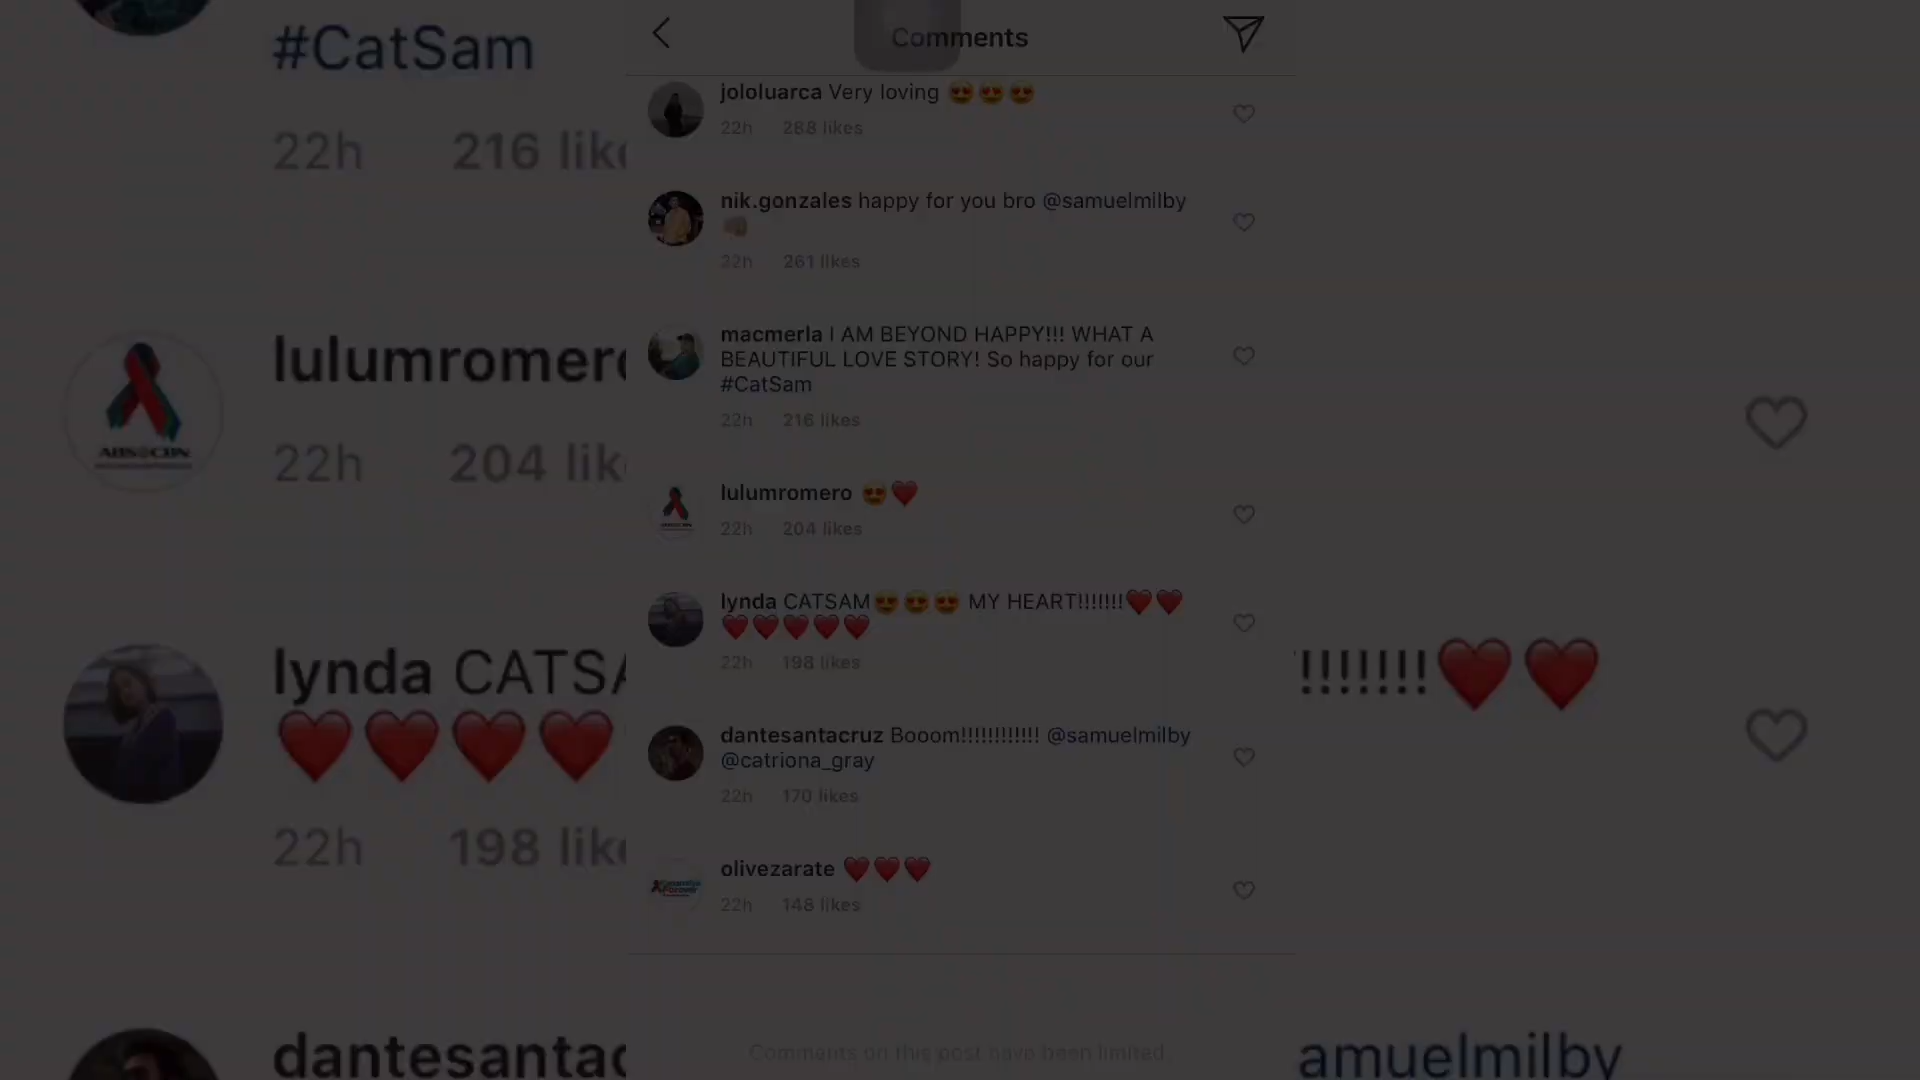 #CatSam
22h 216 lik
lulumromer
22h 204 lik
ABS-CBN
lynda CATSA
❤️❤️❤️❤️
22h 198 lik
dantesantac
Comments
jololuarca Very loving 😍😍😍
22h 288 likes
nik.gonzales happy for you bro @samuelmilby
👊🏼
22h 261 likes
macmerla I AM BEYOND HAPPY!!! WHAT A
BEAUTIFUL LOVE STORY! So happy for our
#CatSam
22h 216 likes
lulumromero 😍❤️
22h 204 likes
lynda CATSAM😍😍😍 MY HEART!!!!!!!❤️❤️
❤️❤️❤️❤️❤️
22h 198 likes
dantesantacruz Booom!!!!!!!!!!!! @samuelmilby
@catriona_gray
22h 170 likes
olivezarate ❤️❤️❤️
22h 148 likes
Comments on this post have been limited
!!!!!!!❤️❤️
amuelmilby